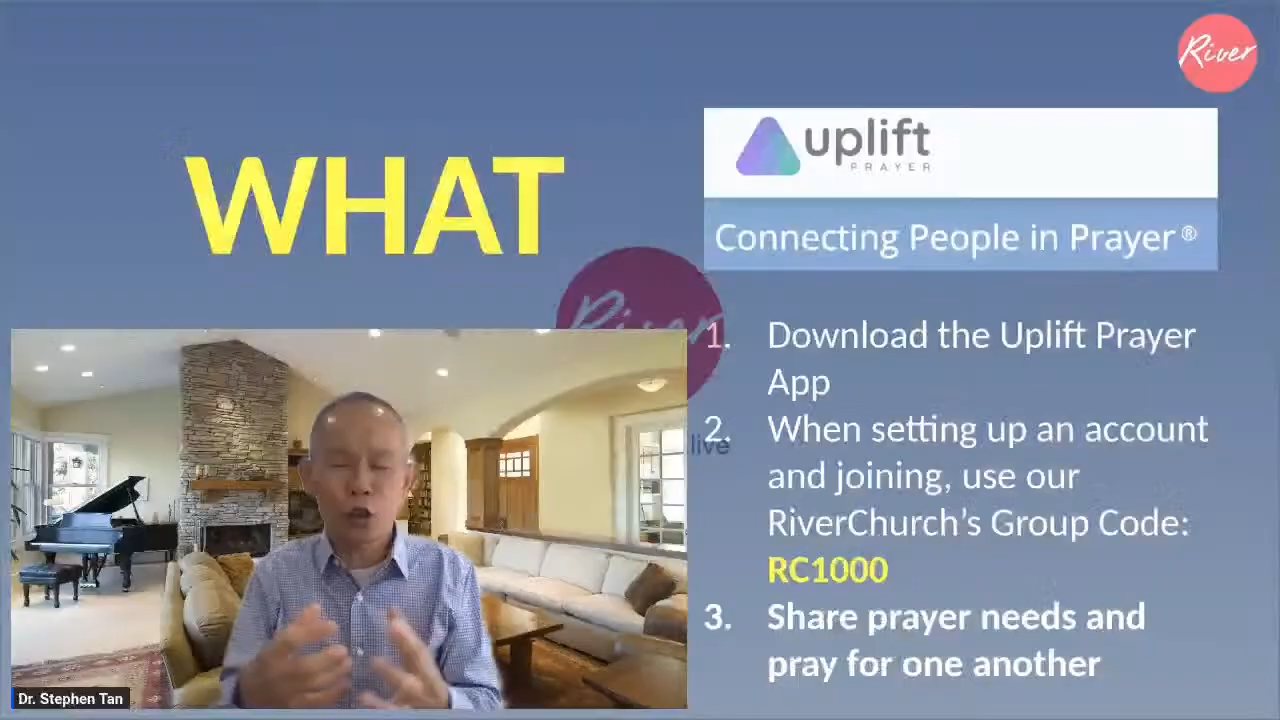 River
uplift
PRAYER
WHAT
Connecting People in Prayer ®
River
1. Download the Uplift Prayer
App
2. When setting up an account
live
and joining, use our
RiverChurch’s Group Code:
RC1000
3. Share prayer needs and
pray for one another
Dr. Stephen Tan